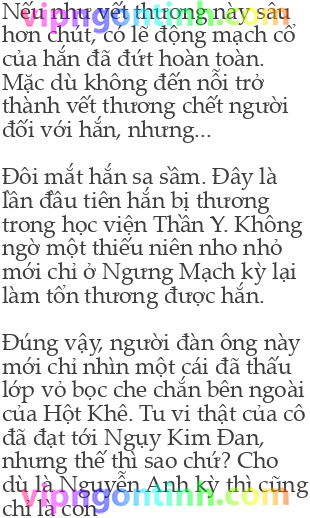 Nếu như vết thương này sâu
vipngontinh.com
hơn chút, có lẽ động mạch cổ
của hắn đã đứt hoàn toàn.
Mặc dù không đến nỗi trở
thành vết thương chết người
đối với hắn, nhưng...
Đôi mắt hắn sa sầm. Đây là
lần đầu tiên hắn bị thương
trong học viện Thần Y. Không
ngờ một thiếu niên nho nhỏ
mới chỉ ở Ngưng Mạch kỳ lại
làm tổn thương được hắn.
Đúng vậy, người đàn ông này
mới chỉ nhìn một cái đã thấu
lớp vỏ bọc che chắn bên ngoài
của Hột Khê. Tu vi thật của cô
đã đạt tới Ngụy Kim Đan,
nhưng thế thì sao chứ? Cho
dù là Nguyễn Anh kỳ thì cũng
vipngontinh.com
chỉ là con